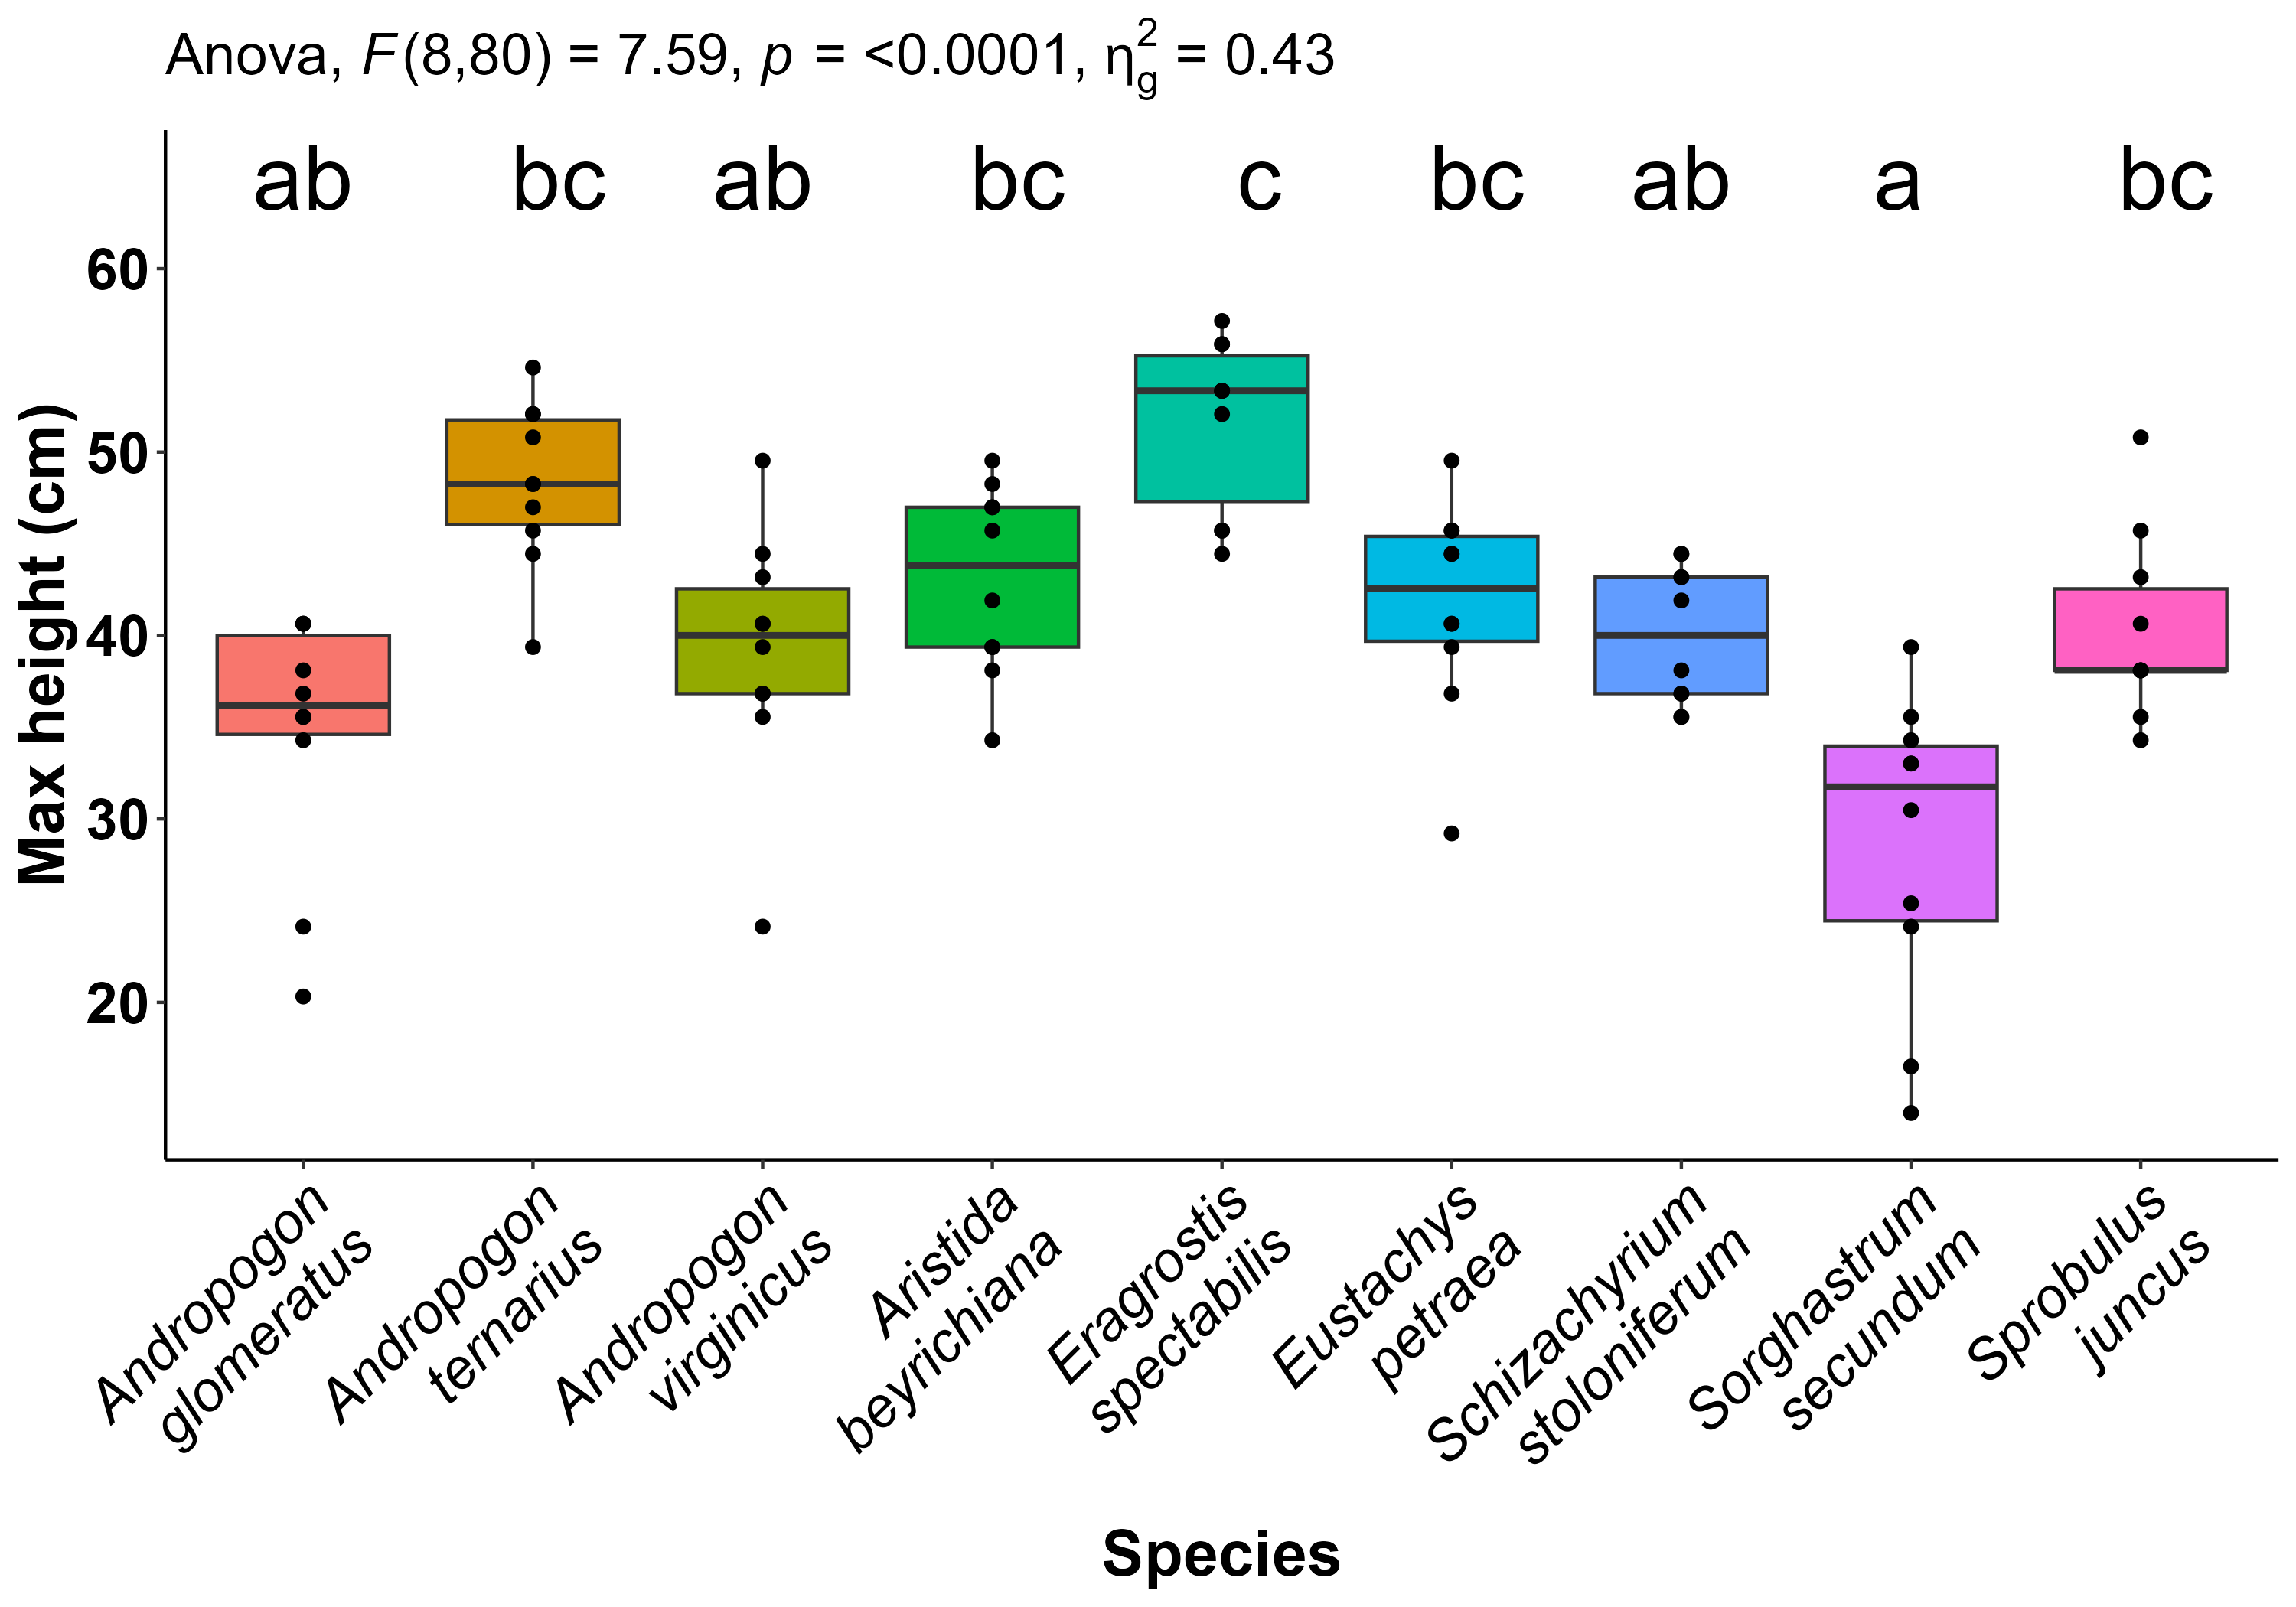 Anova, F(8,80) = 7.59, p = <0.0001, η²g = 0.43
ab bc ab bc c bc ab a bc
Max height (cm)
60
50
40
30
20
Andropogon
glomeratus
Andropogon
ternarius
Andropogon
virginicus
Aristida
beyrichiana
Eragrostis
spectabilis
Eustachys
petraea
Schizachyrium
stoloniferum
Sorghastrum
secundum
Sprobulus
juncus
Species